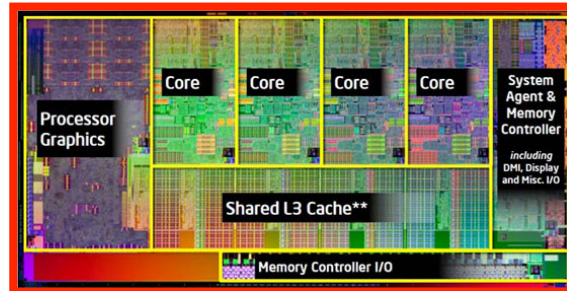 Processor
Graphics
Core
Core
Core
Core
System
Agent &
Memory
Controller
including
DMI, Display
and Misc. I/O
Shared L3 Cache**
Memory Controller I/O